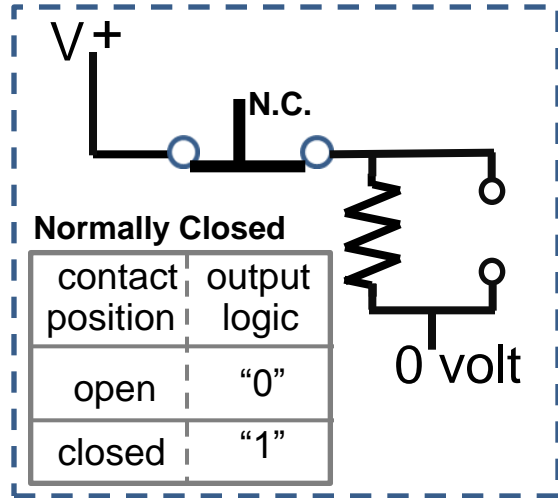 V+
N.C.
Normally Closed
contact position output logic
open “0”
closed “1”
0 volt